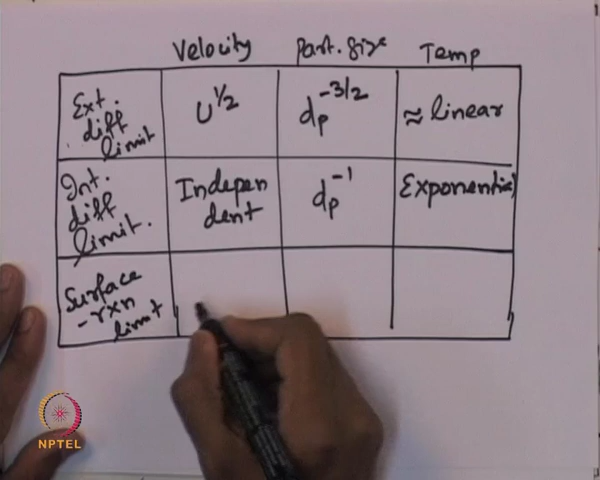 Velocity Part. Size Temp
Ext. diff limit U^1/2 dp^-3/2 ≈ linear
Int. diff limit. Indepen dent dp^-1 Exponential
Surface -rxn limit
NPTEL